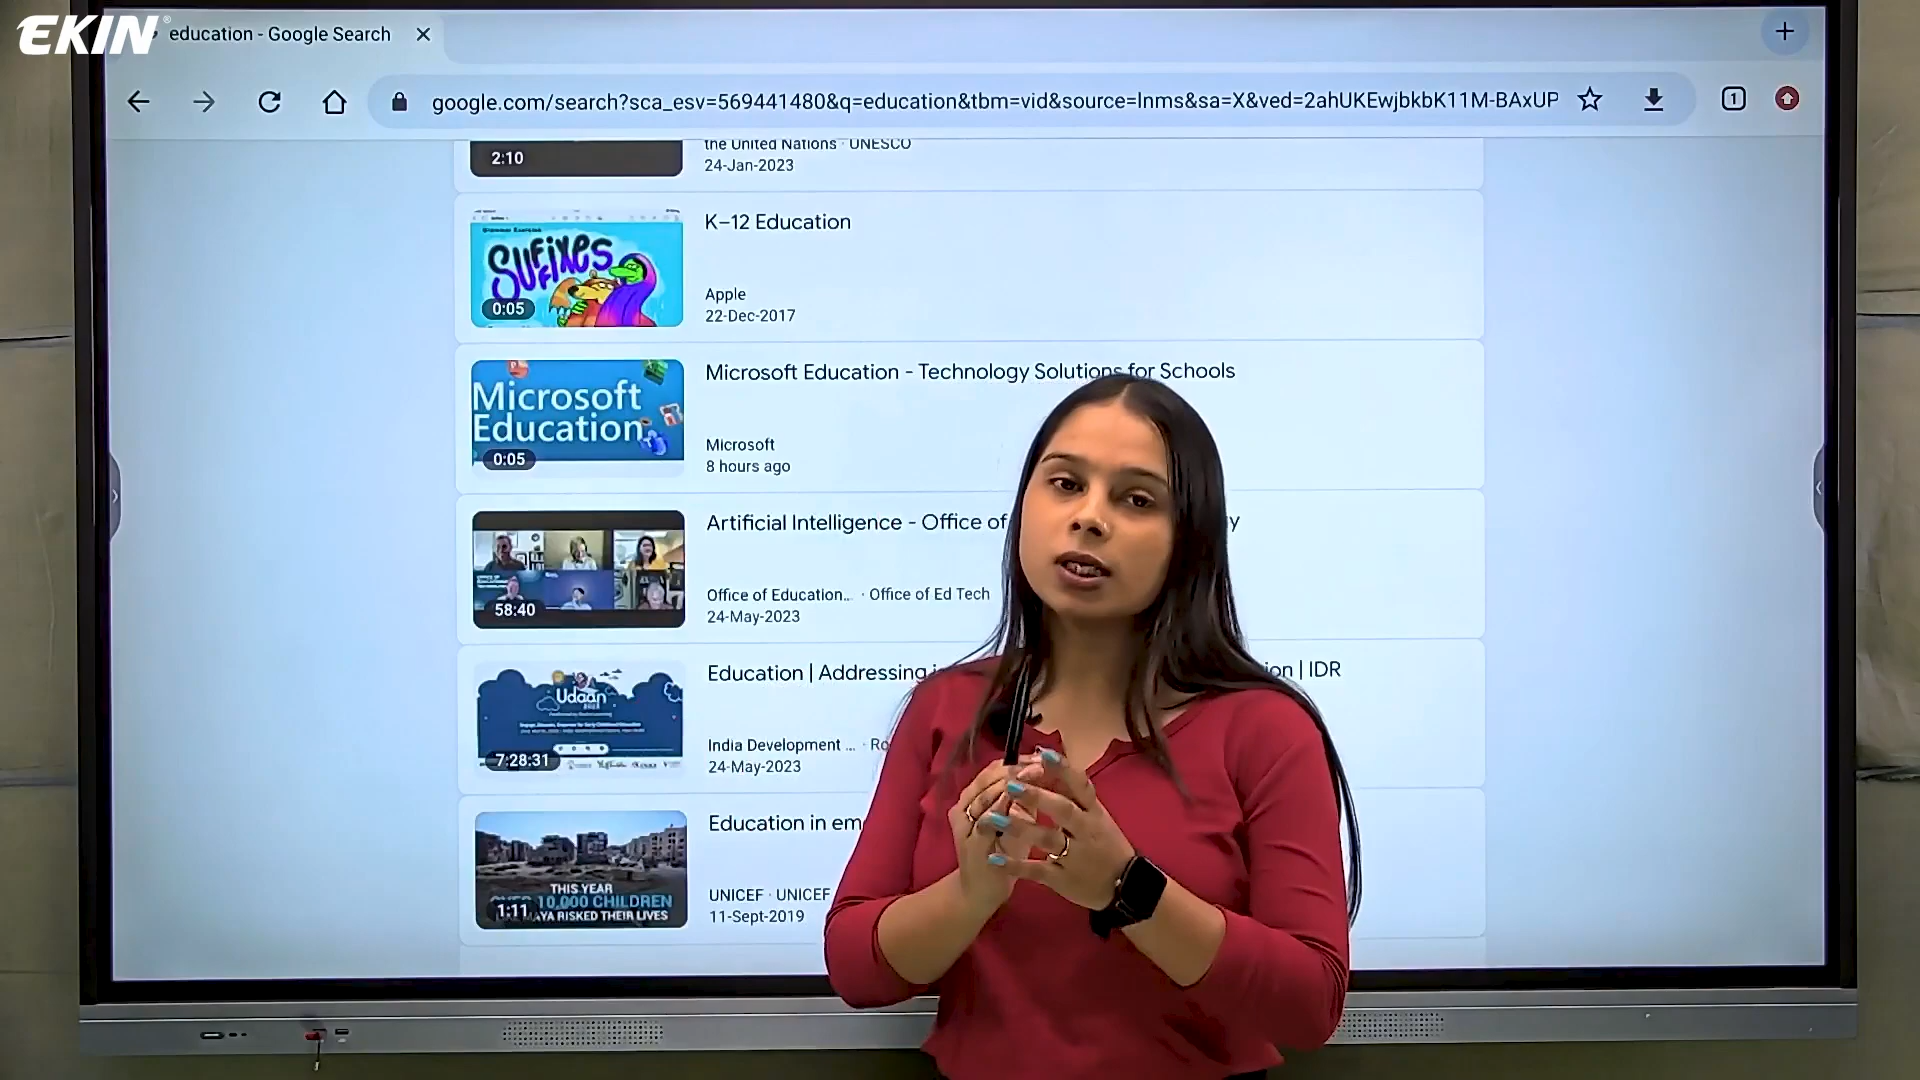 EKIN®
education - Google Search
google.com/search?sca_esv=569441480&q=education&tbm=vid&source=lnms&sa=X&ved=2ahUKEwjbkbK11M-BAxUP
1
2:10
the United Nations · UNESCO
24-Jan-2023
SUFFIXES
0:05
K–12 Education
Apple
22-Dec-2017
Microsoft
Education
0:05
Microsoft Education - Technology Solutions for Schools
Microsoft
8 hours ago
58:40
Artificial Intelligence - Office of
Office of Education... · Office of Ed Tech
24-May-2023
Udaan
7:28:31
Education | Addressing
on | IDR
India Development ...
24-May-2023
THIS YEAR
10,000 CHILDREN
RISKED THEIR LIVES
1:11
Education in em
UNICEF · UNICEF
11-Sept-2019